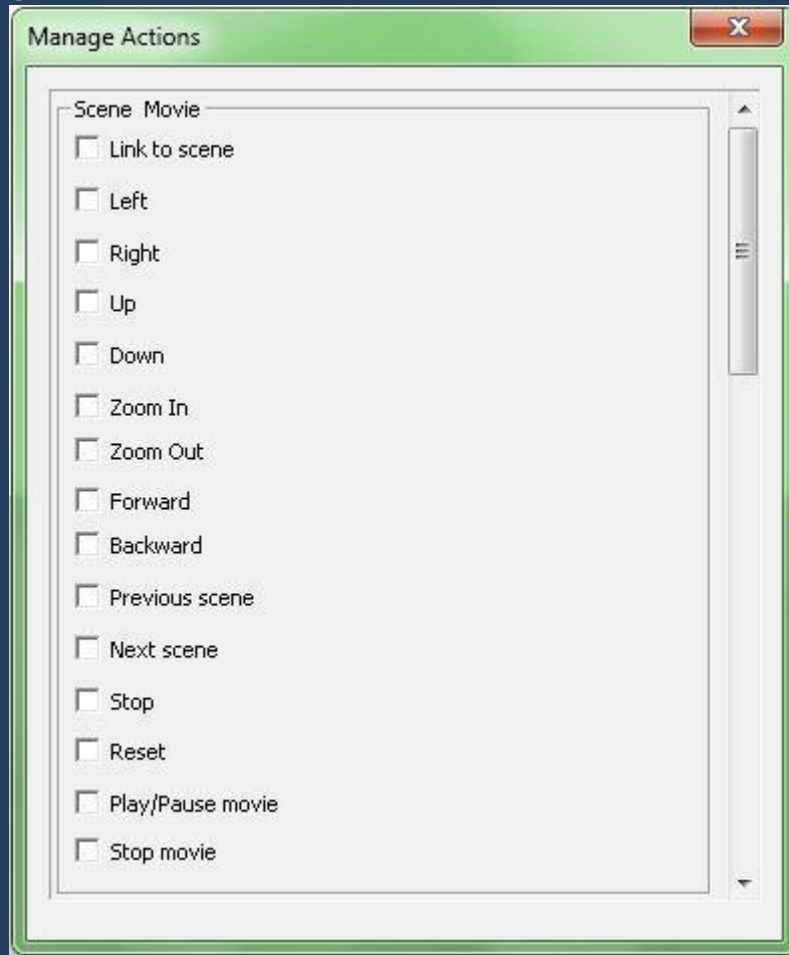 Manage Actions
Scene Movie
Link to scene
Left
Right
Up
Down
Zoom In
Zoom Out
Forward
Backward
Previous scene
Next scene
Stop
Reset
Play/Pause movie
Stop movie